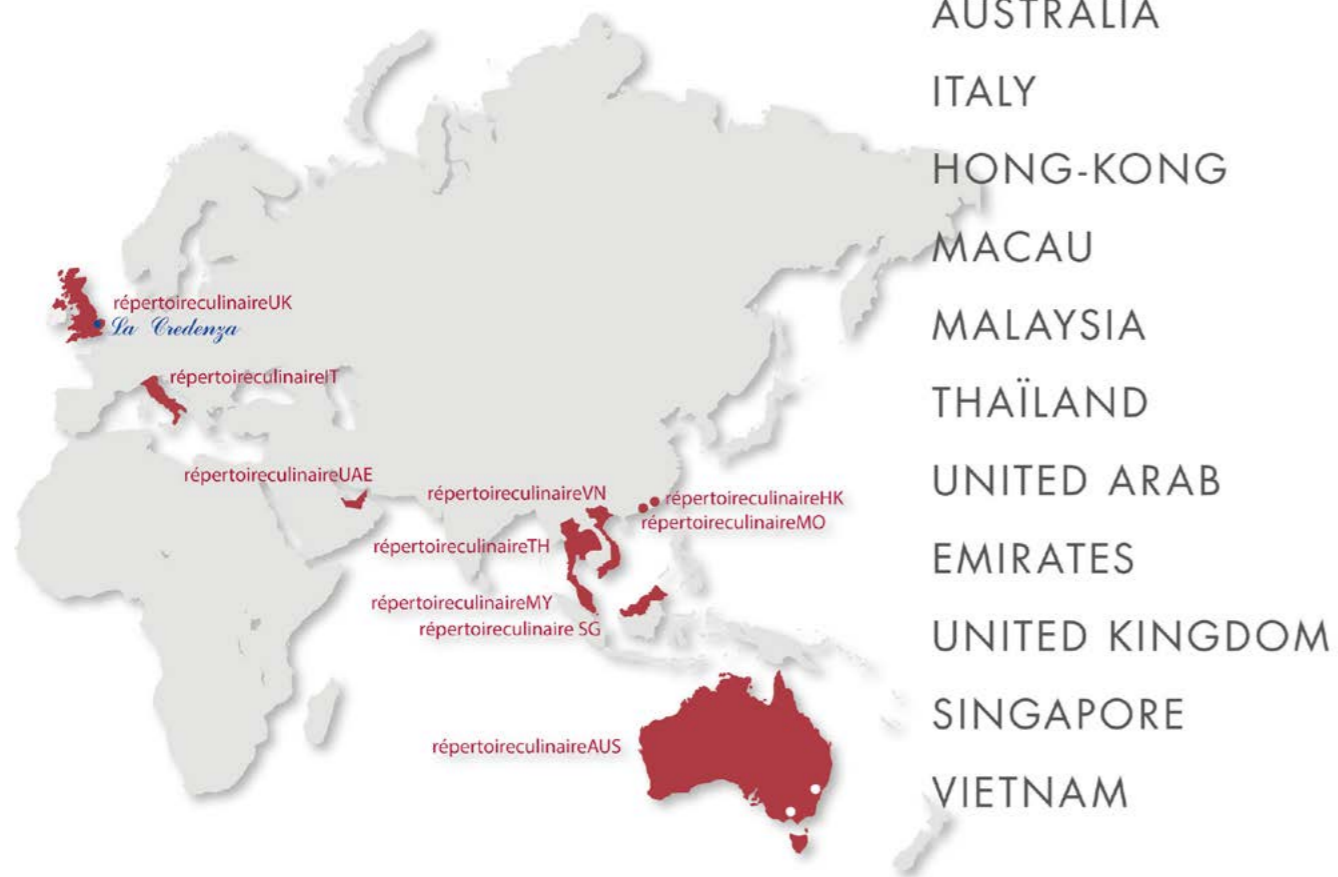 AUSTRALIA
ITALY
HONG-KONG
MACAU
MALAYSIA
THAÏLAND
UNITED ARAB
EMIRATES
UNITED KINGDOM
SINGAPORE
VIETNAM
répertoireculinaireUK
La Credenza
répertoireculinaireIT
répertoireculinaireUAE
répertoireculinaireVN
répertoireculinaireHK
répertoireculinaireMO
répertoireculinaireTH
répertoireculinaireMY
répertoireculinaire SG
répertoireculinaireAUS